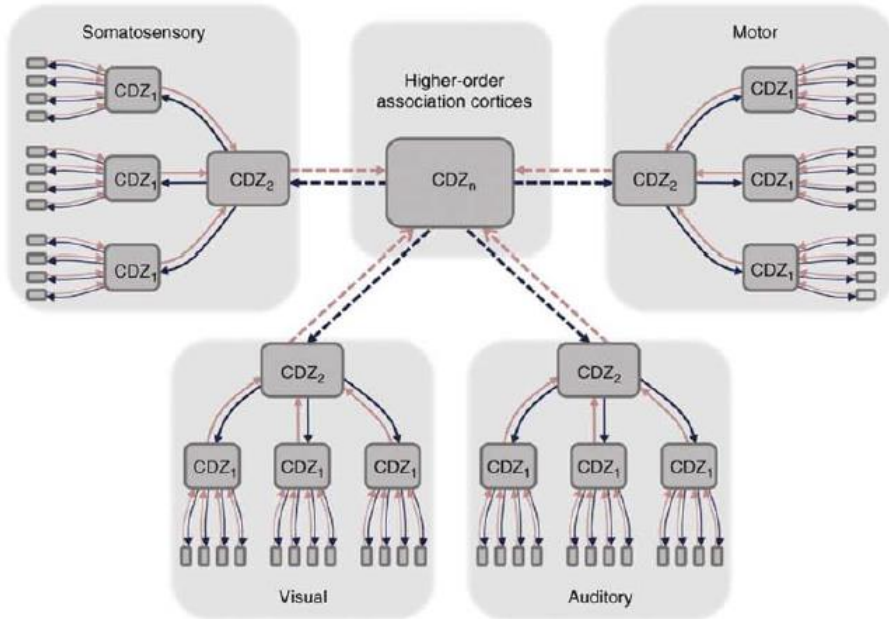 Somatosensory
Higher-order
association cortices
Motor
CDZ₁
CDZ₁
CDZ₁
CDZ₂
CDZₙ
CDZ₂
CDZ₁
CDZ₁
CDZ₁
CDZ₂
CDZ₁
CDZ₁
CDZ₁
Visual
CDZ₂
CDZ₁
CDZ₁
CDZ₁
Auditory